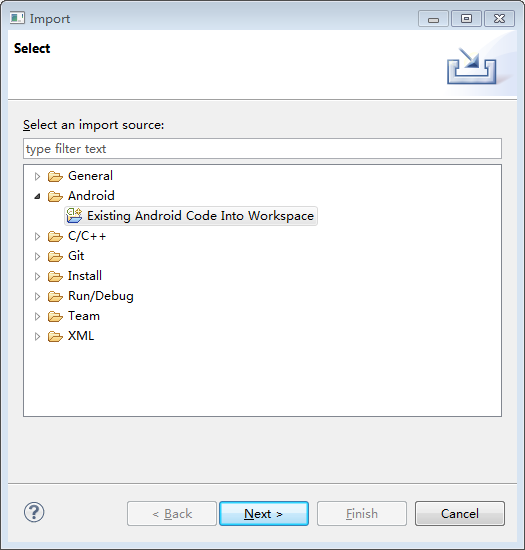 Import
Select
Select an import source:
type filter text
General
Android
Existing Android Code Into Workspace
C/C++
Git
Install
Run/Debug
Team
XML
?
< Back
Next >
Finish
Cancel